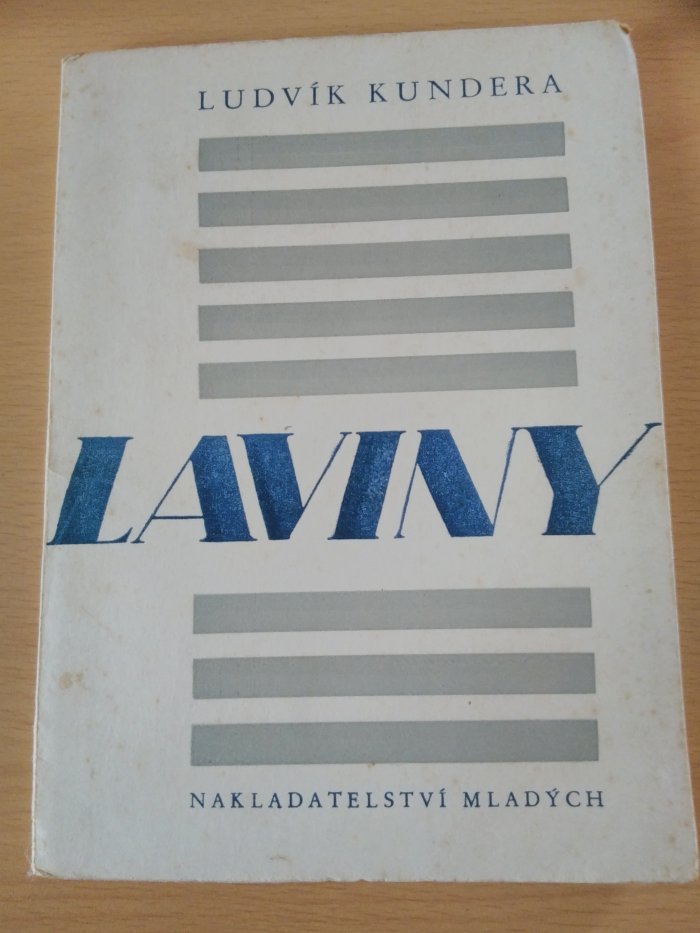 LUDVÍK KUNDERA
LAVINY
NAKLADATELSTVÍ MLADÝCH